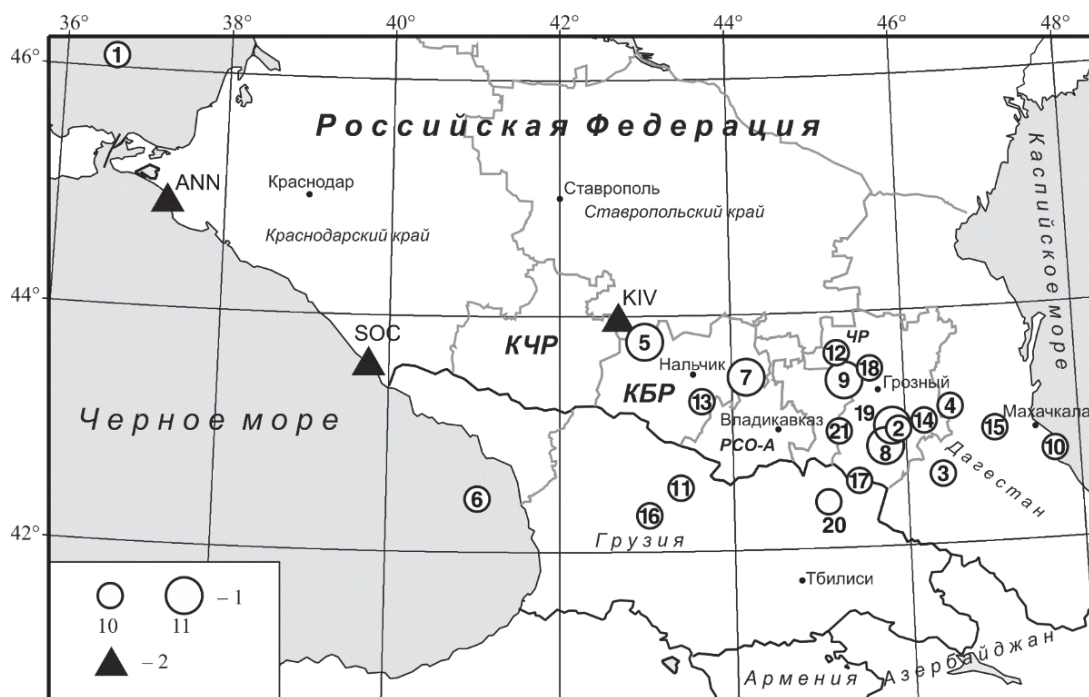 36° 38° 40° 42° 44° 46° 48°
46° 46°
1
Российская Федерация
ANN
Краснодар
Ставрополь
Ставропольский край
Краснодарский край
Каспийское море
44° 44°
KIV
SOC
5
КЧР
ЧР
12
Нальчик
7
9
18
Грозный
КБР
13
4
Черное море
Владикавказ
19
2
14
15
Махачкала
21
РСО-А
8
10
3
Дагестан
6
11
17
16
20
Грузия
42° 42°
Тбилиси
– 1
10 11
– 2
Армения
Азербайджан